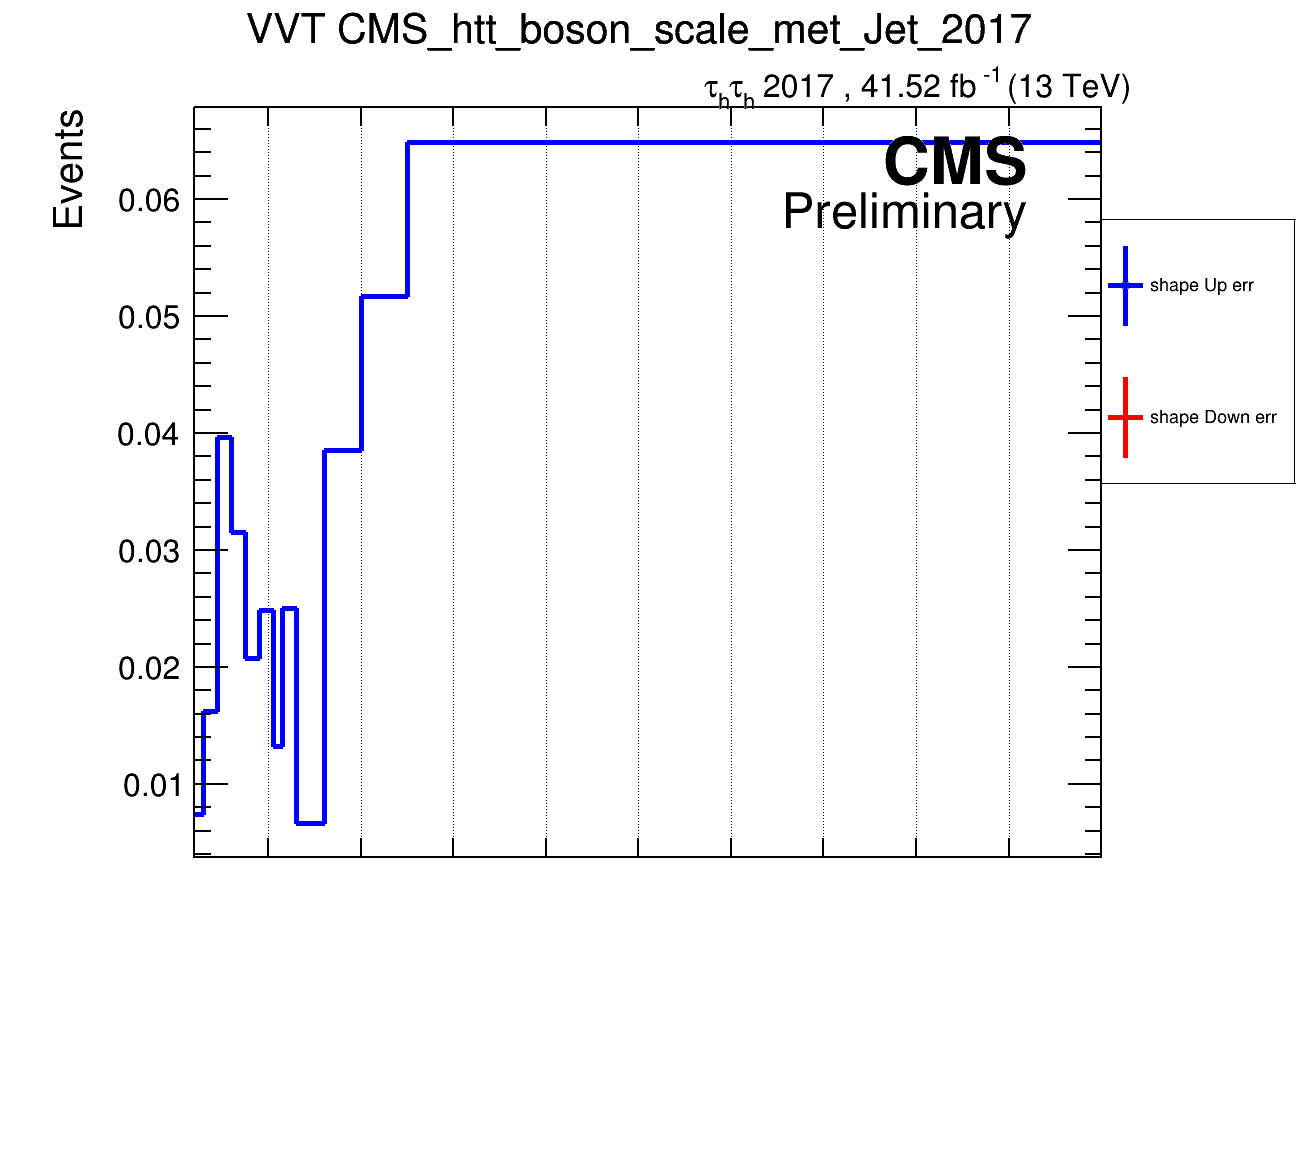 VVT CMS_htt_boson_scale_met_Jet_2017
τhτh 2017 , 41.52 fb-1 (13 TeV)
Events
CMS
Preliminary
0.06
0.05
0.04
0.03
0.02
0.01
shape Up err
shape Down err